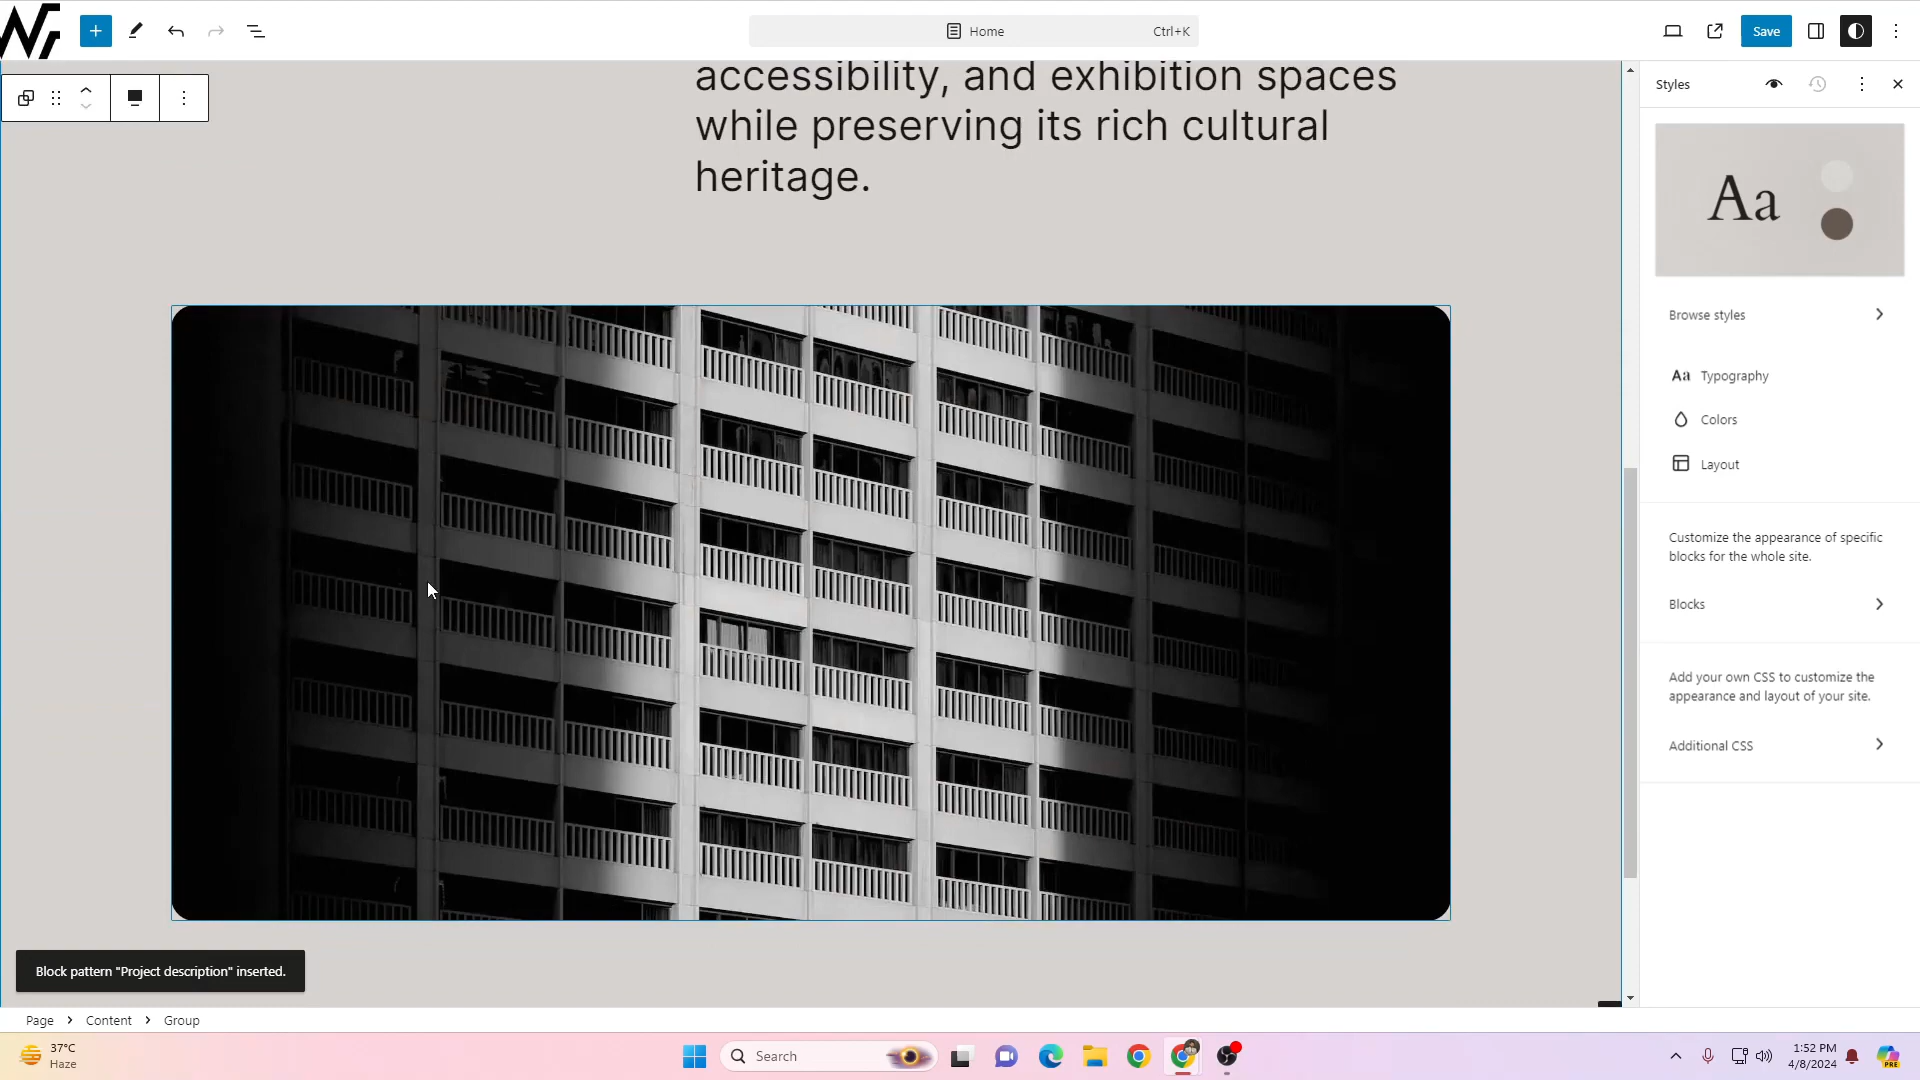 Home
Ctrl+K
Save
accessibility, and exhibition spaces
while preserving its rich cultural
heritage.
Styles
Aa
Browse styles
Aa Typography
Colors
Layout
Customize the appearance of specific
blocks for the whole site.
Blocks
Add your own CSS to customize the
appearance and layout of your site.
Additional CSS
Block pattern "Project description" inserted.
Page > Content > Group
37°C
Haze
Search
1:52 PM
4/8/2024
PRE